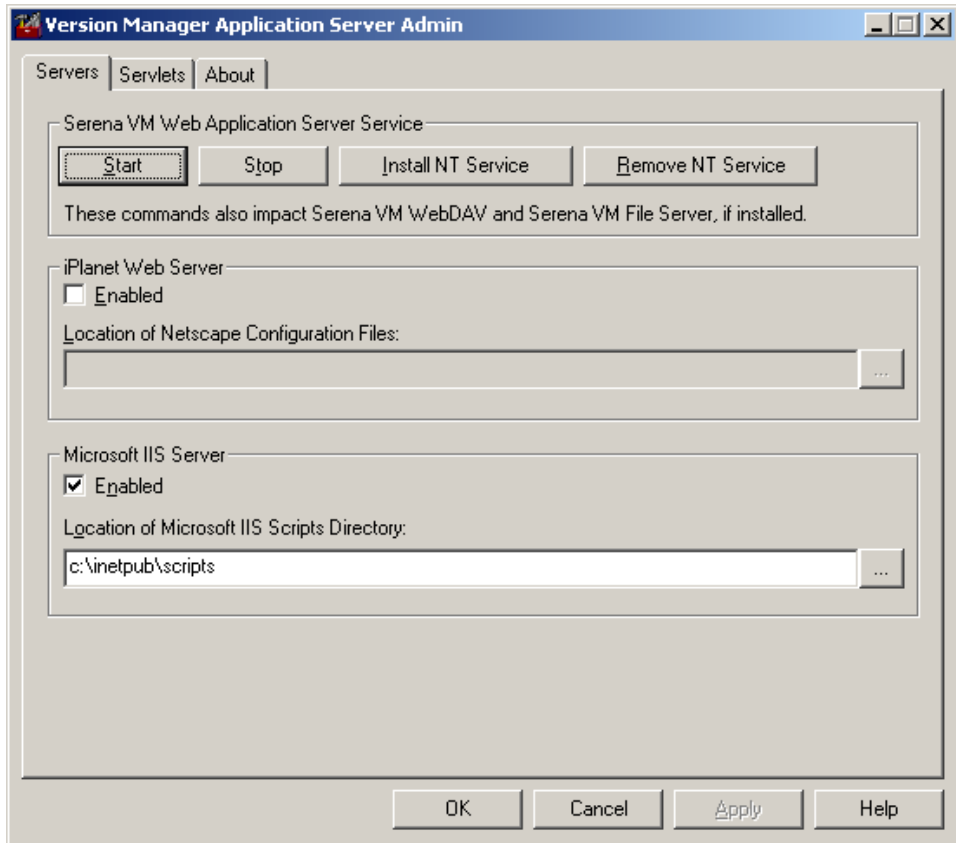 Version Manager Application Server Admin
Servers Servlets About
Serena VM Web Application Server Service
Start Stop Install NT Service Remove NT Service
These commands also impact Serena VM WebDAV and Serena VM File Server, if installed.
iPlanet Web Server
Enabled
Location of Netscape Configuration Files:
...
Microsoft IIS Server
Enabled
Location of Microsoft IIS Scripts Directory:
c:\inetpub\scripts ...
OK Cancel Apply Help